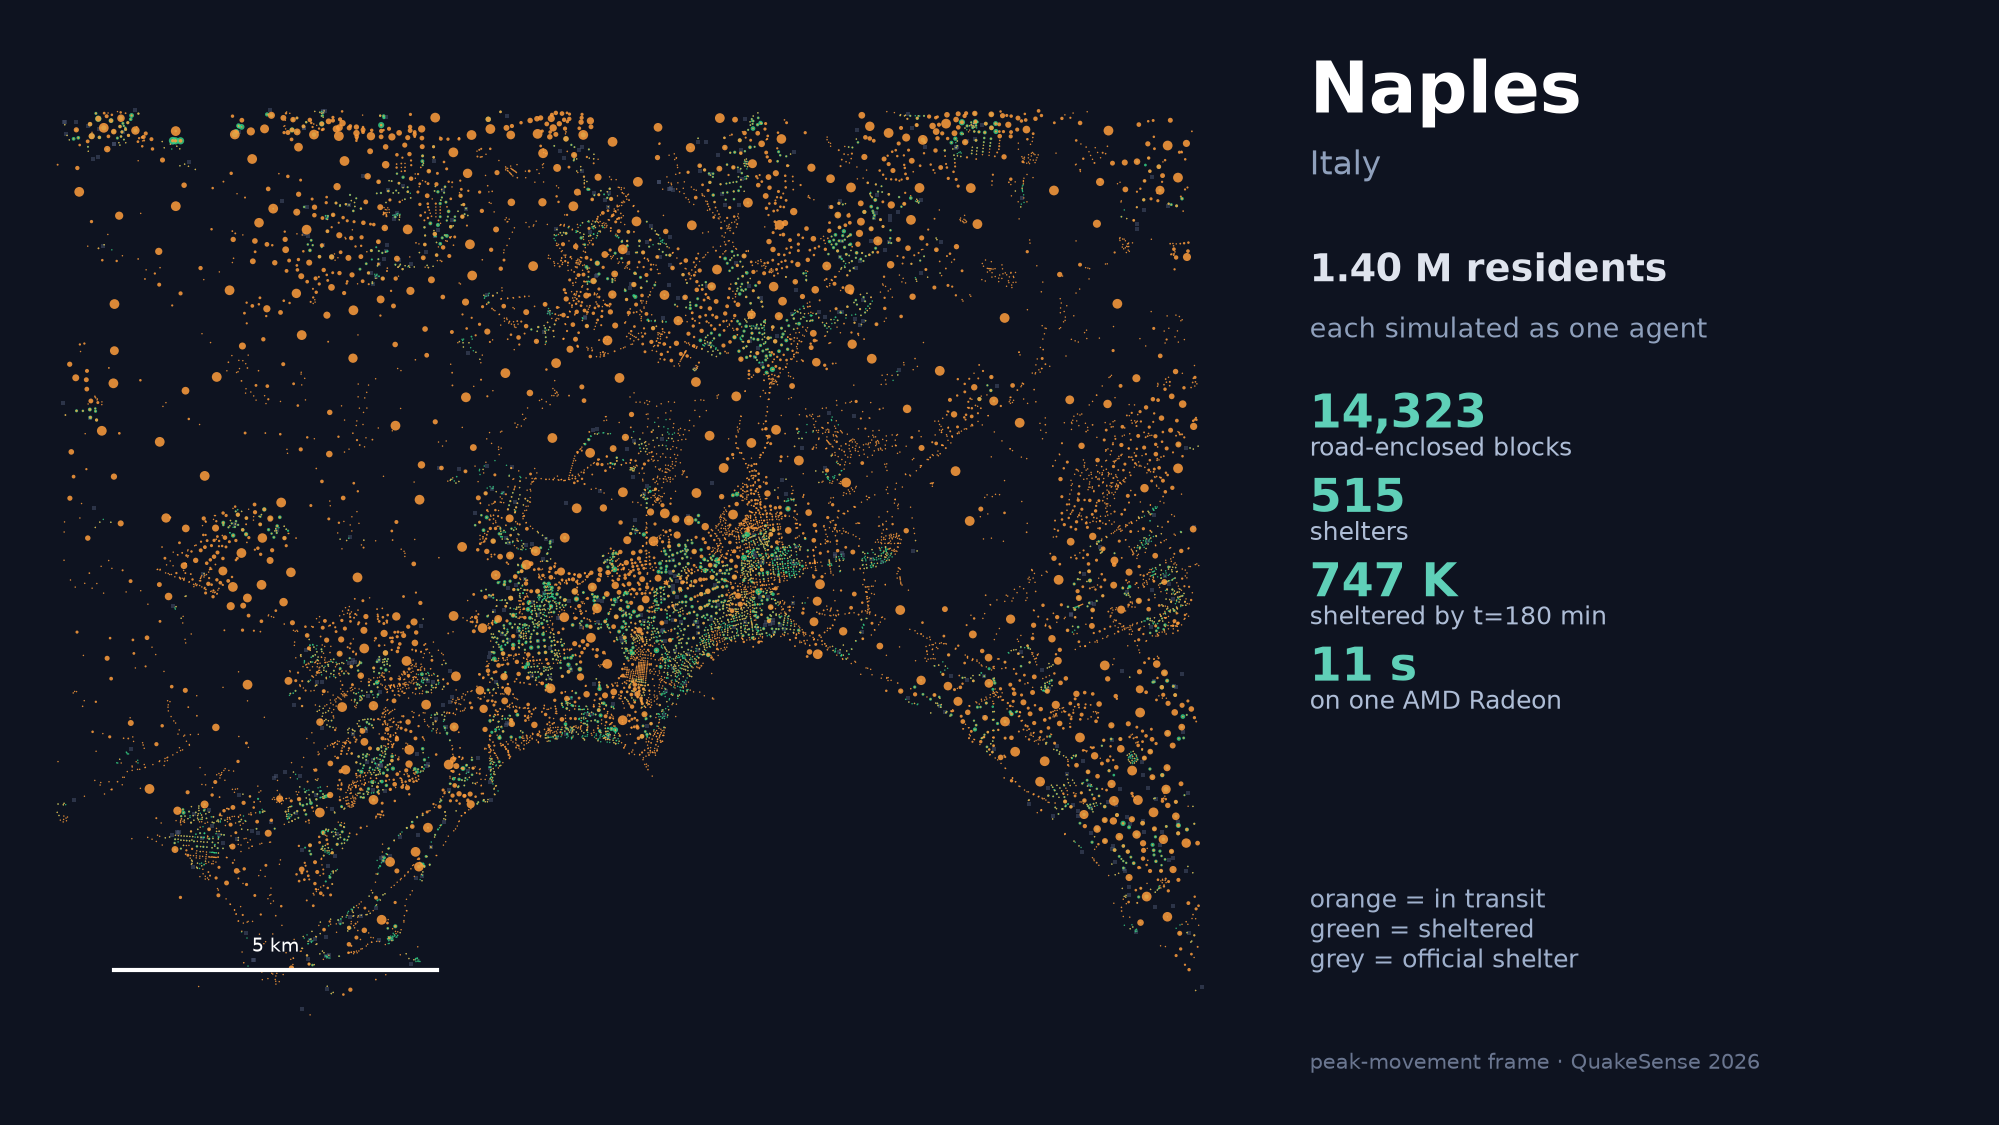 Naples
Italy
1.40 M residents
each simulated as one agent
14,323
road-enclosed blocks
515
shelters
747 K
sheltered by t=180 min
11 s
on one AMD Radeon
orange = in transit
green = sheltered
grey = official shelter
5 km
peak-movement frame · QuakeSense 2026